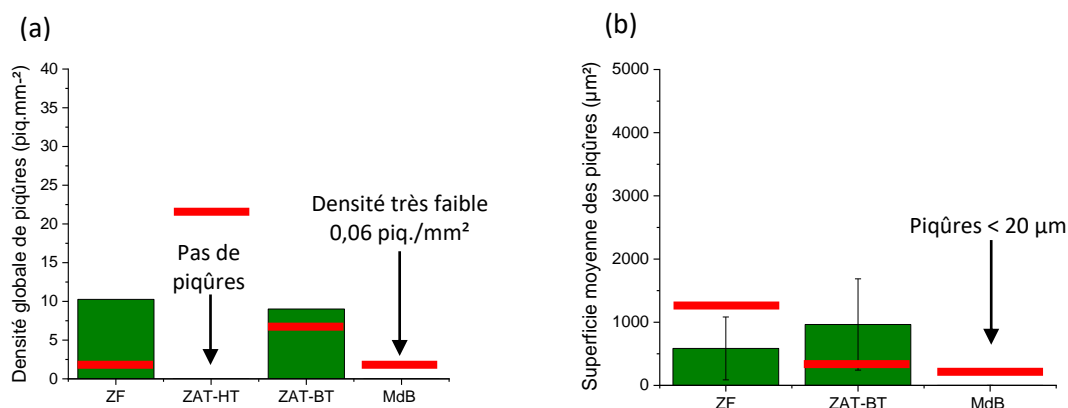 (a)
Densité globale de piqûres (piq.mm-²)
40
35
30
25
20
15
10
5
0
Pas de
piqûres
Densité très faible
0,06 piq./mm²
ZF
ZAT-HT
ZAT-BT
MdB
(b)
Superficie moyenne des piqûres (µm²)
5000
4000
3000
2000
1000
0
Piqûres < 20 µm
ZF
ZAT-BT
MdB